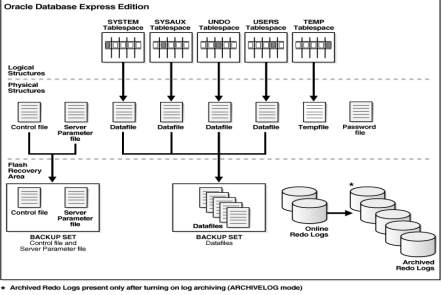 Oracle Database Express Edition
SYSTEM
Tablespace
SYSAUX
Tablespace
UNDO
Tablespace
USERS
Tablespace
TEMP
Tablespace
Logical
Structures
Physical
Structures
Control file
Server
Parameter
file
Datafile
Datafile
Datafile
Datafile
Tempfile
Password
file
Flash
Recovery
Area
Control file
Server
Parameter
file
BACKUP SET
Control file and
Server Parameter file
Datafiles
BACKUP SET
Datafiles
Online
Redo Logs
*
Archived
Redo Logs
* Archived Redo Logs present only after turning on log archiving (ARCHIVELOG mode)